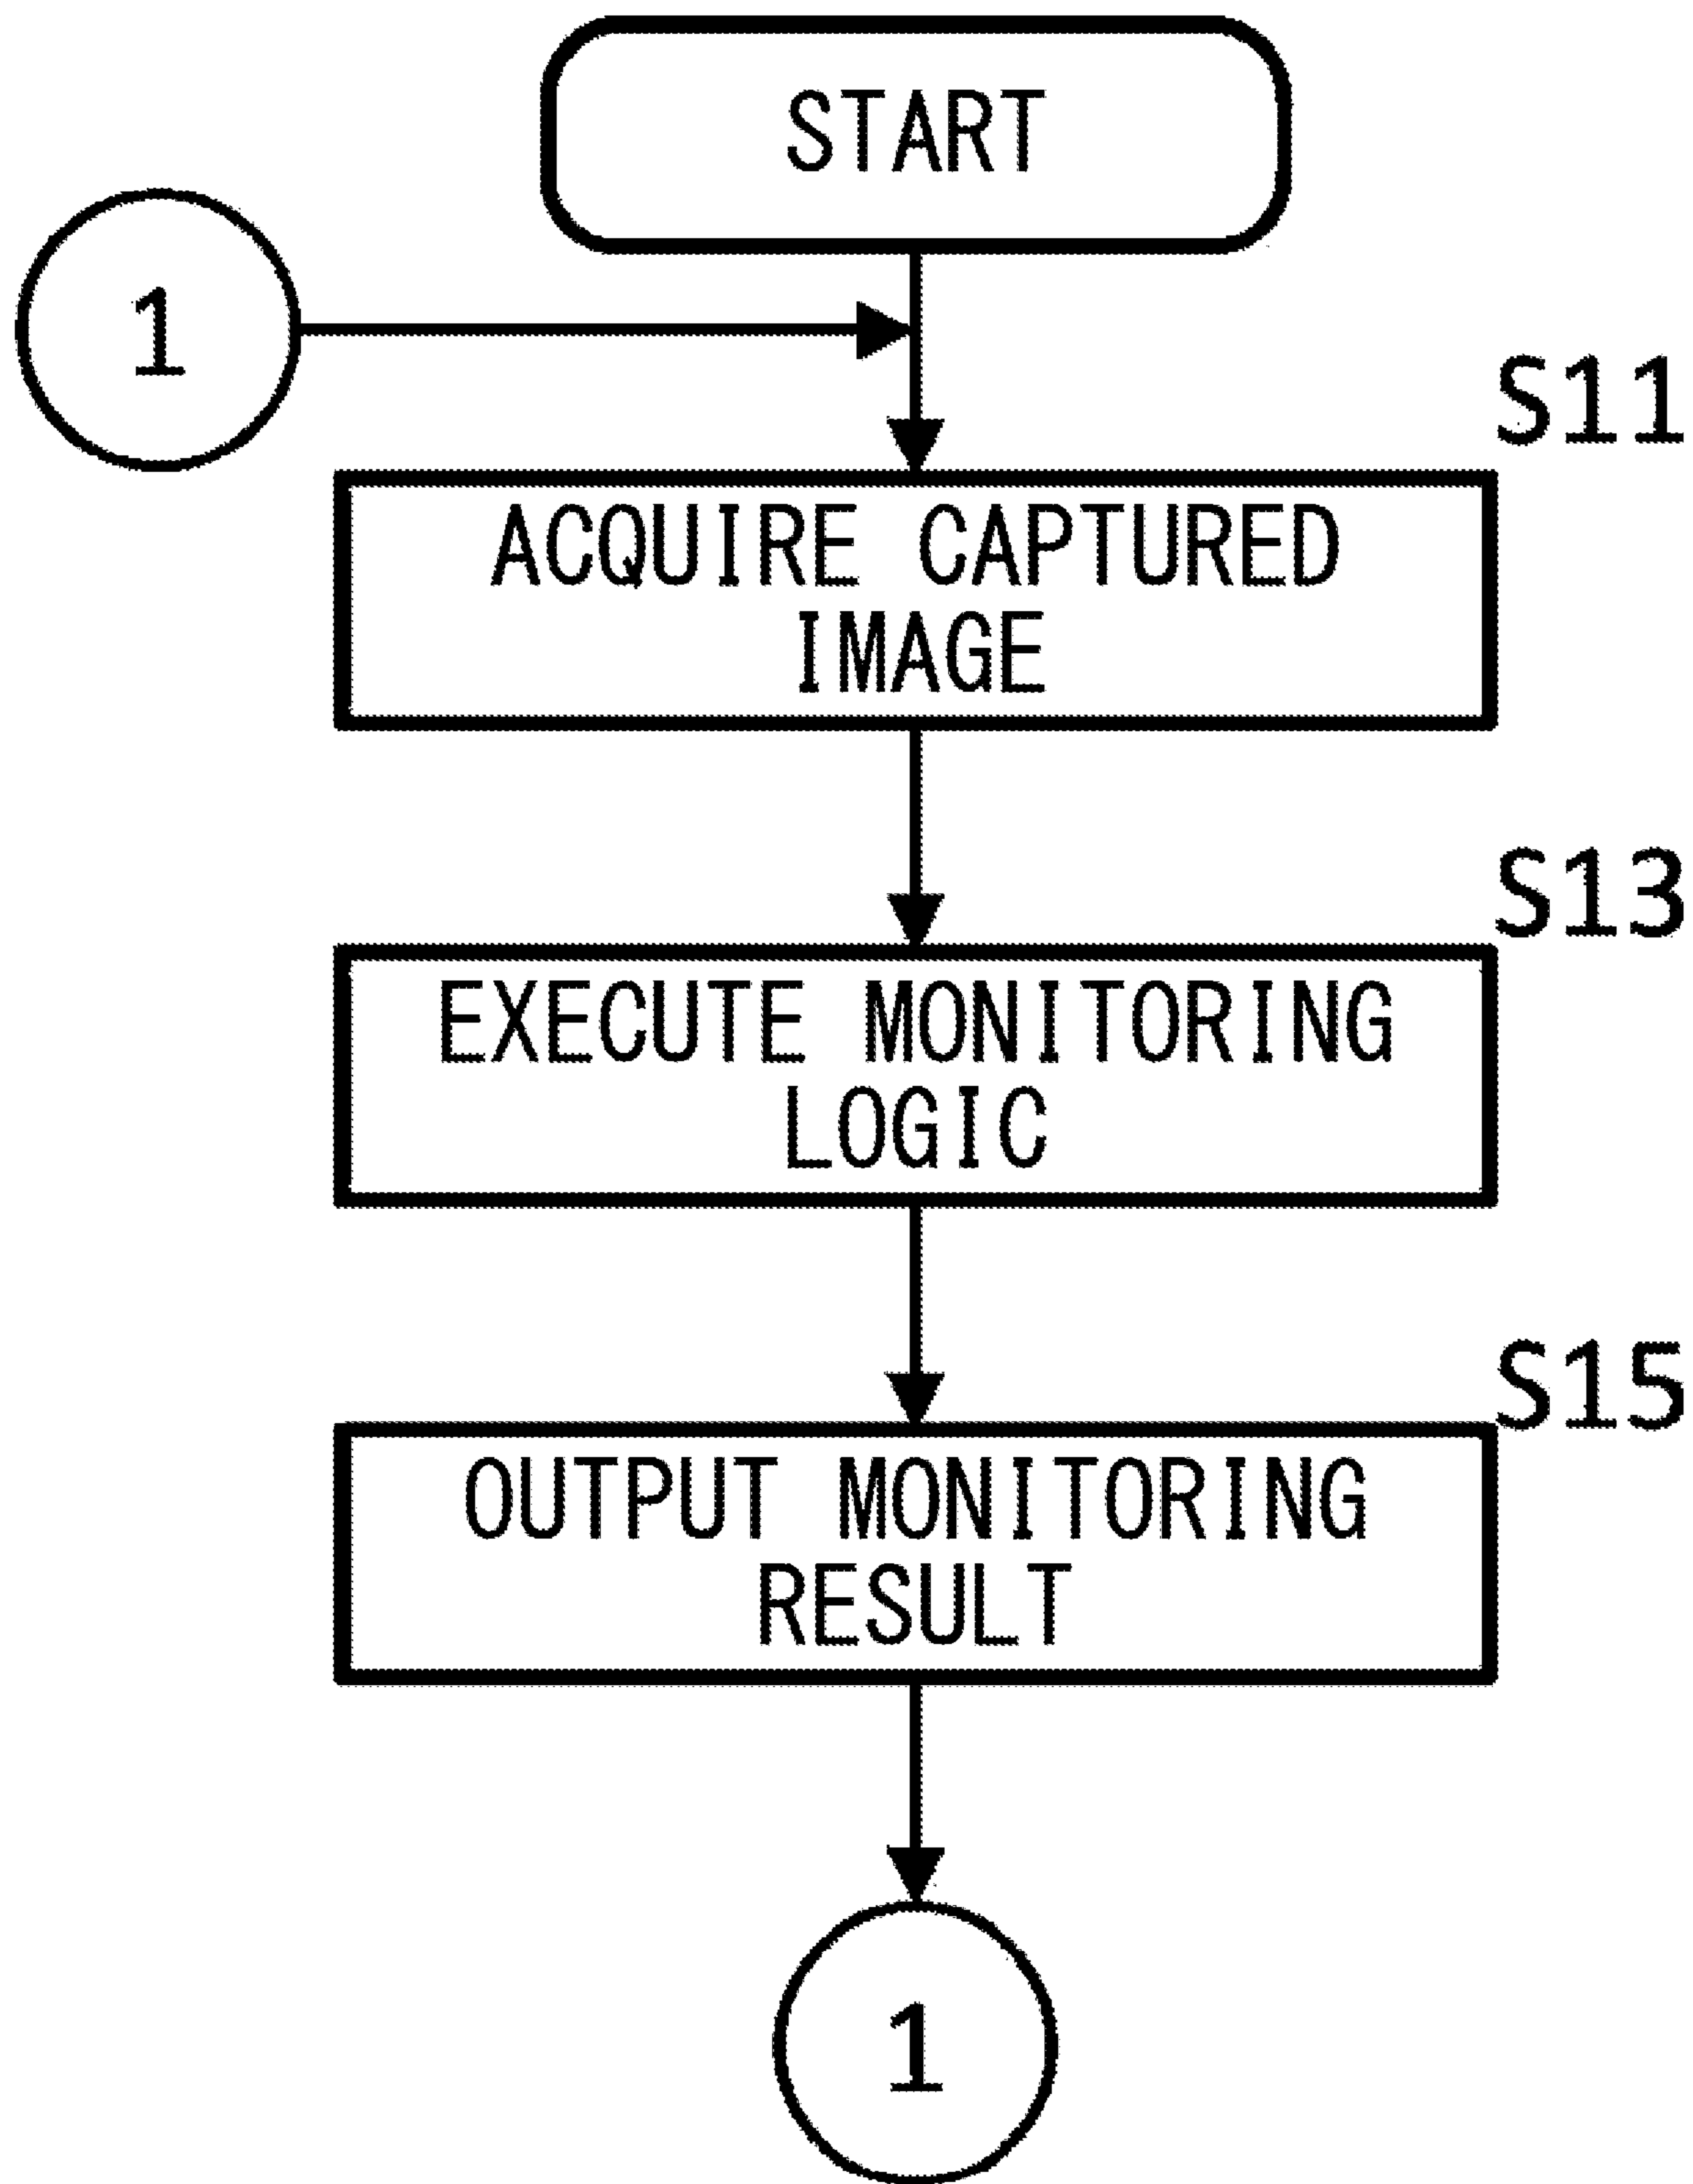 START
1
S11
ACQUIRE CAPTURED
IMAGE
S13
EXECUTE MONITORING
LOGIC
S15
OUTPUT MONITORING
RESULT
1